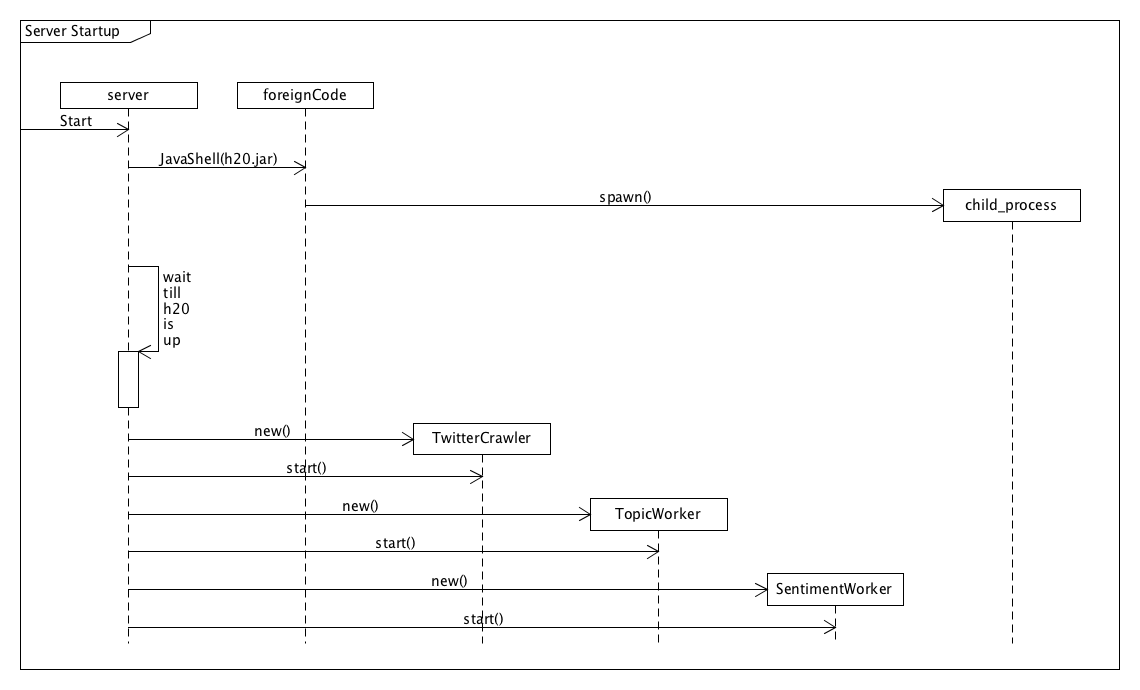 Server Startup
server
foreignCode
Start
JavaShell(h20.jar)
spawn()
child_process
wait
till
h20
is
up
new()
TwitterCrawler
start()
new()
TopicWorker
start()
new()
SentimentWorker
start()